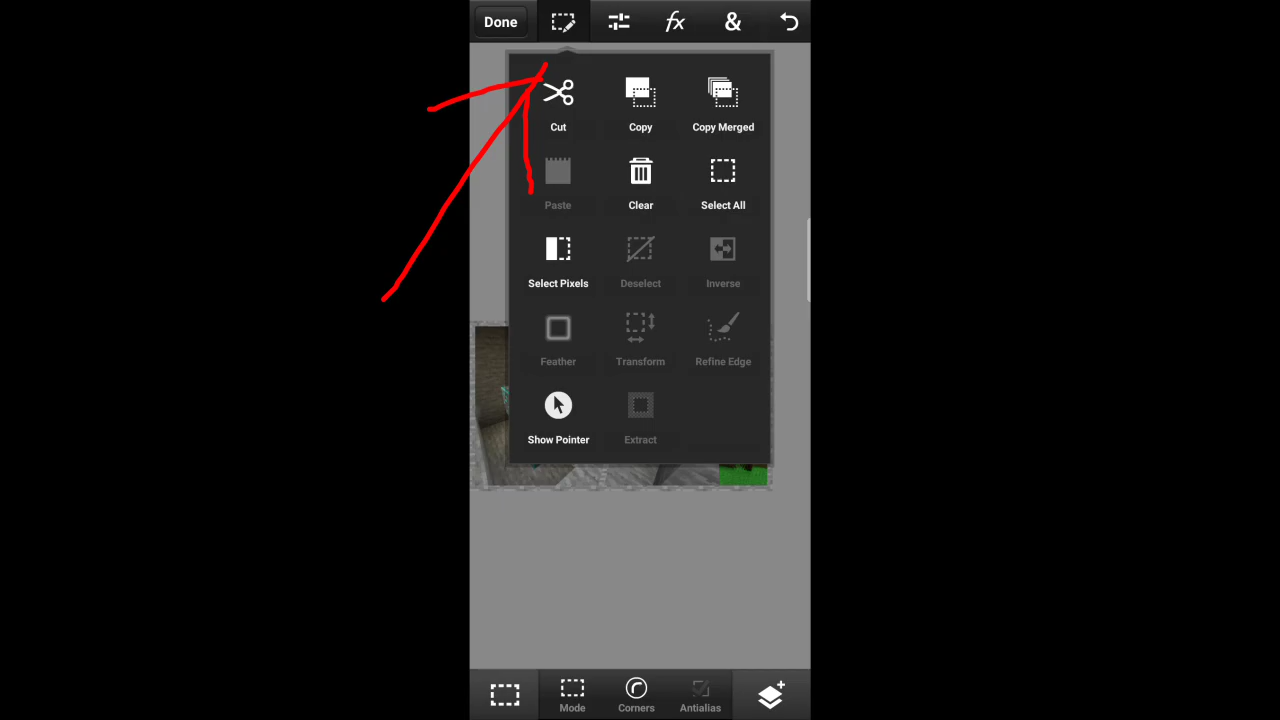 Done fx &
Cut Copy Copy Merged
Paste Clear Select All
Select Pixels Deselect Inverse
Feather Transform Refine Edge
Show Pointer Extract
Mode Corners Antialias